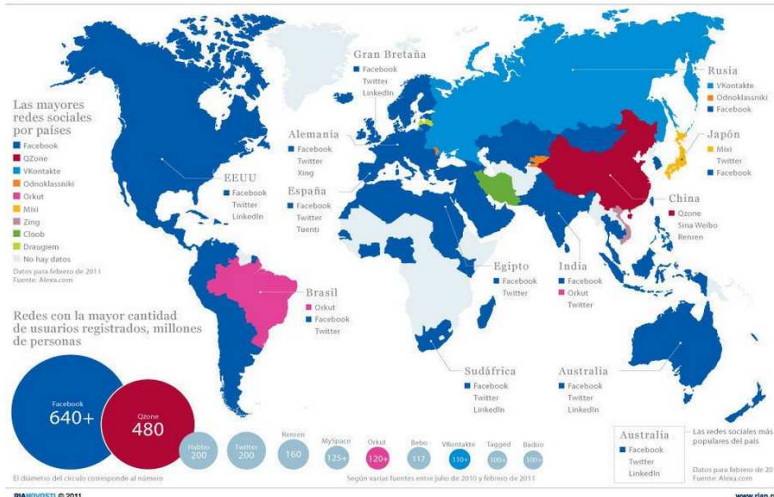 Las mayores
redes sociales
por países
Facebook
QZone
VKontakte
Odnoklassniki
Orkut
Mixi
Zing
Cloob
Draugiem
No hay datos
Datos para febrero de 2011
Fuente: Alexa.com
Gran Bretaña
Facebook
Twitter
LinkedIn
Alemania
Facebook
Twitter
Xing
España
Facebook
Twitter
Tuenti
EEUU
Facebook
Twitter
LinkedIn
Brasil
Orkut
Facebook
Twitter
Egipto
Facebook
Twitter
India
Facebook
Orkut
Twitter
Rusia
VKontakte
Odnoklassniki
Facebook
Japón
Mixi
Twitter
Facebook
China
Qzone
Sina Weibo
Renren
Sudáfrica
Facebook
Twitter
LinkedIn
Australia
Facebook
Twitter
LinkedIn
Redes con la mayor cantidad
de usuarios registrados, millones
de personas
Facebook
640+
Qzone
480
Habbo
200
Twitter
200
Renren
160
MySpace
125+
Orkut
120+
Bebo
117
VKontakte
110+
Tagged
100+
Badoo
100+
El diámetro del círculo corresponde al número
Según varias fuentes entre julio de 2010 y febrero de 2011
Australia
Facebook
Twitter
LinkedIn
Las redes sociales más
populares del país
Datos para febrero de 20
Fuente: Alexa.com
RIANOVOSTI © 2011